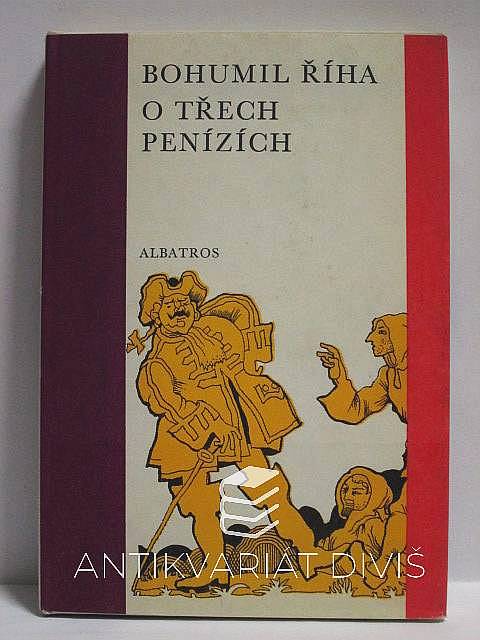 BOHUMIL ŘÍHA
O TŘECH
PENÍZÍCH
ALBATROS
ANTIKVARIÁT DIVIŠ